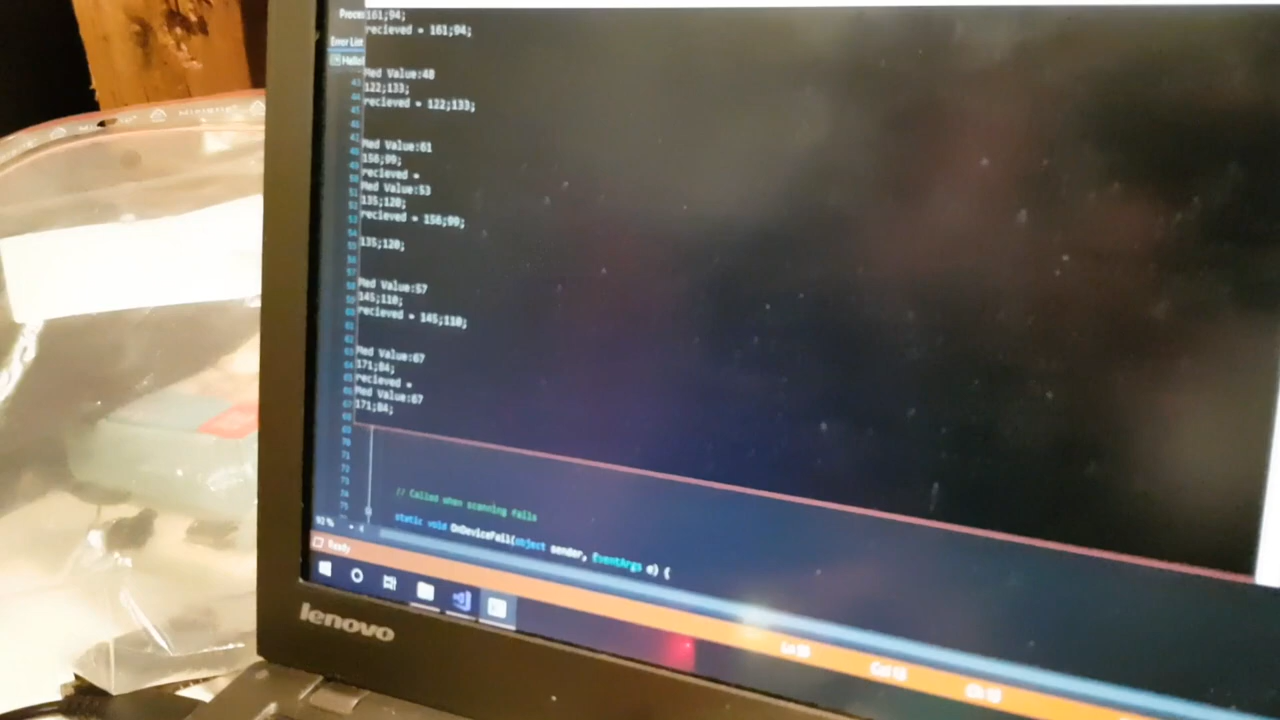 161;94;
recieved = 161;94;
Med Value:48
122;133;
recieved = 122;133;
Med Value:61
156;99;
recieved =
Med Value:53
135;120;
recieved = 156;99;
135;120;
Med Value:57
145;110;
recieved = 145;110;
Med Value:67
171;84;
recieved =
Med Value:67
171;84;
Error List
// Called when scanning fails
static void OnDeviceFail(object sender, EventArgs e) {
Ready
lenovo